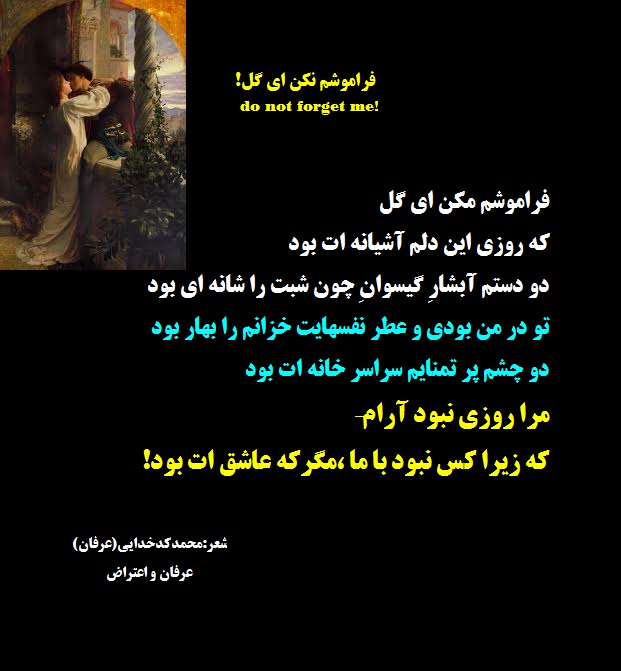 فراموشم نکن ای گل!
do not forget me!
فراموشم مکن ای گل
که روزی این دلم آشیانه ات بود
دو دستم آبشارِ گیسوانِ چون شبت را شانه ای بود
تو در من بودی و عطر نفسهایت خزانم را بهار بود
دو چشم پر تمنایم سراسر خانه ات بود
مرا روزی نبود آرام-
که زیرا کس نبود با ما ،مگر که عاشق ات بود!
شعر:محمدکدخدایی(عرفان)
عرفان و اعتراض